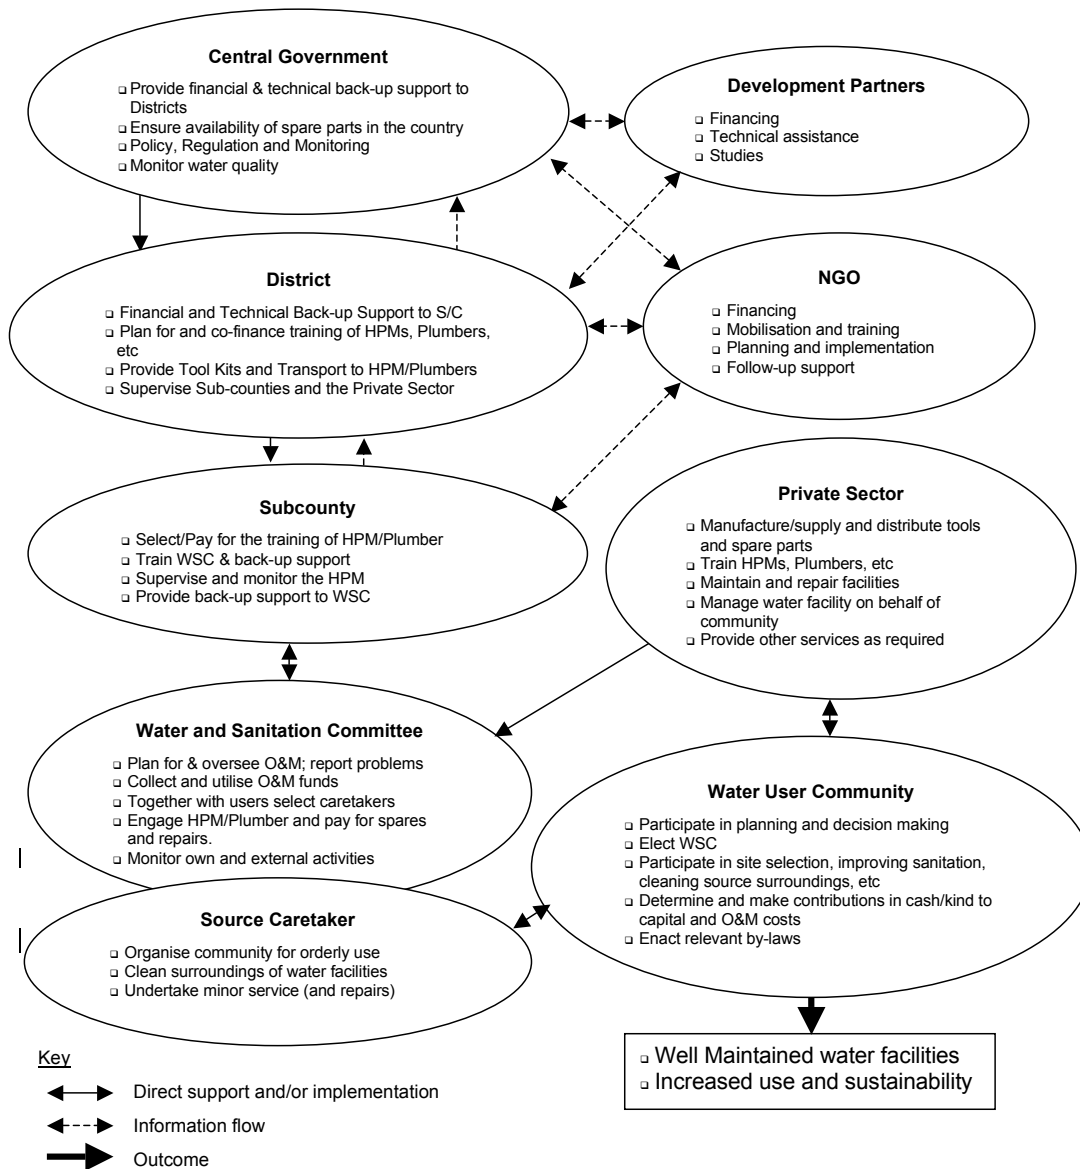 Central Government
❑ Provide financial & technical back-up support to
Districts
❑ Ensure availability of spare parts in the country
❑ Policy, Regulation and Monitoring
❑ Monitor water quality
Development Partners
❑ Financing
❑ Technical assistance
❑ Studies
District
❑ Financial and Technical Back-up Support to S/C
❑ Plan for and co-finance training of HPMs, Plumbers,
etc
❑ Provide Tool Kits and Transport to HPM/Plumbers
❑ Supervise Sub-counties and the Private Sector
NGO
❑ Financing
❑ Mobilisation and training
❑ Planning and implementation
❑ Follow-up support
Subcounty
❑ Select/Pay for the training of HPM/Plumber
❑ Train WSC & back-up support
❑ Supervise and monitor the HPM
❑ Provide back-up support to WSC
Private Sector
❑ Manufacture/supply and distribute tools
and spare parts
❑ Train HPMs, Plumbers, etc
❑ Maintain and repair facilities
❑ Manage water facility on behalf of
community
❑ Provide other services as required
Water and Sanitation Committee
❑ Plan for & oversee O&M; report problems
❑ Collect and utilise O&M funds
❑ Together with users select caretakers
❑ Engage HPM/Plumber and pay for spares
and repairs.
❑ Monitor own and external activities
Water User Community
❑ Participate in planning and decision making
❑ Elect WSC
❑ Participate in site selection, improving sanitation,
cleaning source surroundings, etc
❑ Determine and make contributions in cash/kind to
capital and O&M costs
❑ Enact relevant by-laws
Source Caretaker
❑ Organise community for orderly use
❑ Clean surroundings of water facilities
❑ Undertake minor service (and repairs)
❑ Well Maintained water facilities
❑ Increased use and sustainability
Key
Direct support and/or implementation
Information flow
Outcome